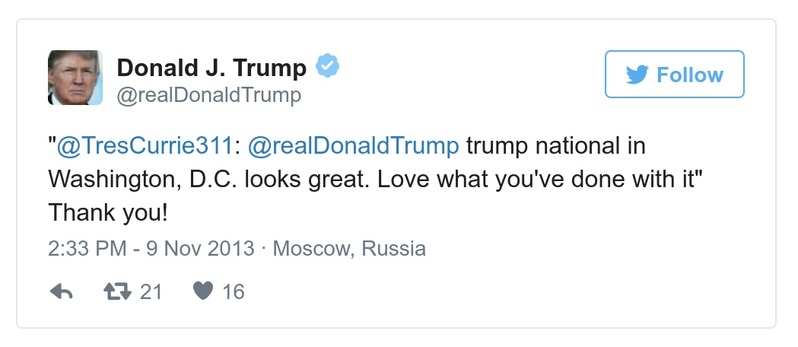 Donald J. Trump
@realDonaldTrump
Follow
"@TresCurrie311: @realDonaldTrump trump national in
Washington, D.C. looks great. Love what you've done with it"
Thank you!
2:33 PM - 9 Nov 2013 · Moscow, Russia
21 16